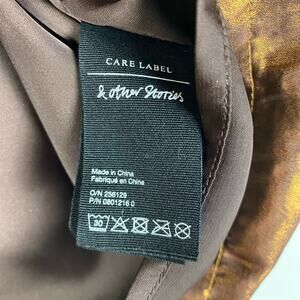 CARE LABEL
& other Stories
Made in China
Fabriqué en Chine
O/N 256129
P/N 0801216 0
30